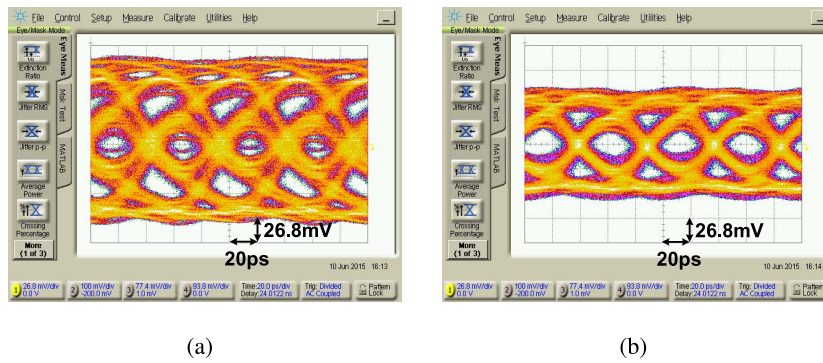 File Control Setup Measure Calibrate Utilities Help
Eye/Mask Mode
Extinction
Ratio
Jitter RMS
Jitter p-p
Average
Power
Crossing
Percentage
More
(1 of 3)
Eye Meas
Msk Test
MATLAB
26.8mV
20ps
10 Jun 2015 16:13
1 26.8 mV/div
0.0 V
2 100 mV/div
-200.0 mV
3 77.4 mV/div
1.0 mV
4 93.8 mV/div
0.0 V
Time:20.0 ps/div
Delay:24.0122 ns
Trig: Divided
AC Coupled
Pattern
Lock
(a)
File Control Setup Measure Calibrate Utilities Help
Eye/Mask Mode
Extinction
Ratio
Jitter RMS
Jitter p-p
Average
Power
Crossing
Percentage
More
(1 of 3)
Eye Meas
Msk Test
MATLAB
26.8mV
20ps
10 Jun 2015 16:14
1 26.8 mV/div
0.0 V
2 100 mV/div
-200.0 mV
3 77.4 mV/div
1.0 mV
4 93.8 mV/div
0.0 V
Time:20.0 ps/div
Delay:24.0122 ns
Trig: Divided
AC Coupled
Pattern
Lock
(b)